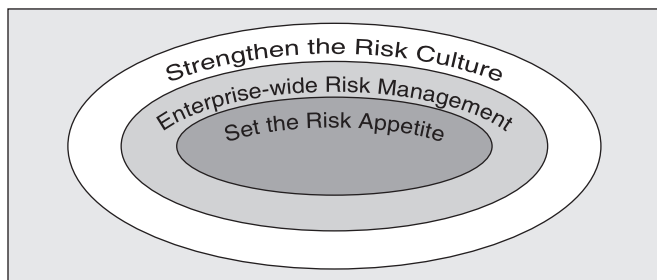 Strengthen the Risk Culture
Enterprise-wide Risk Management
Set the Risk Appetite